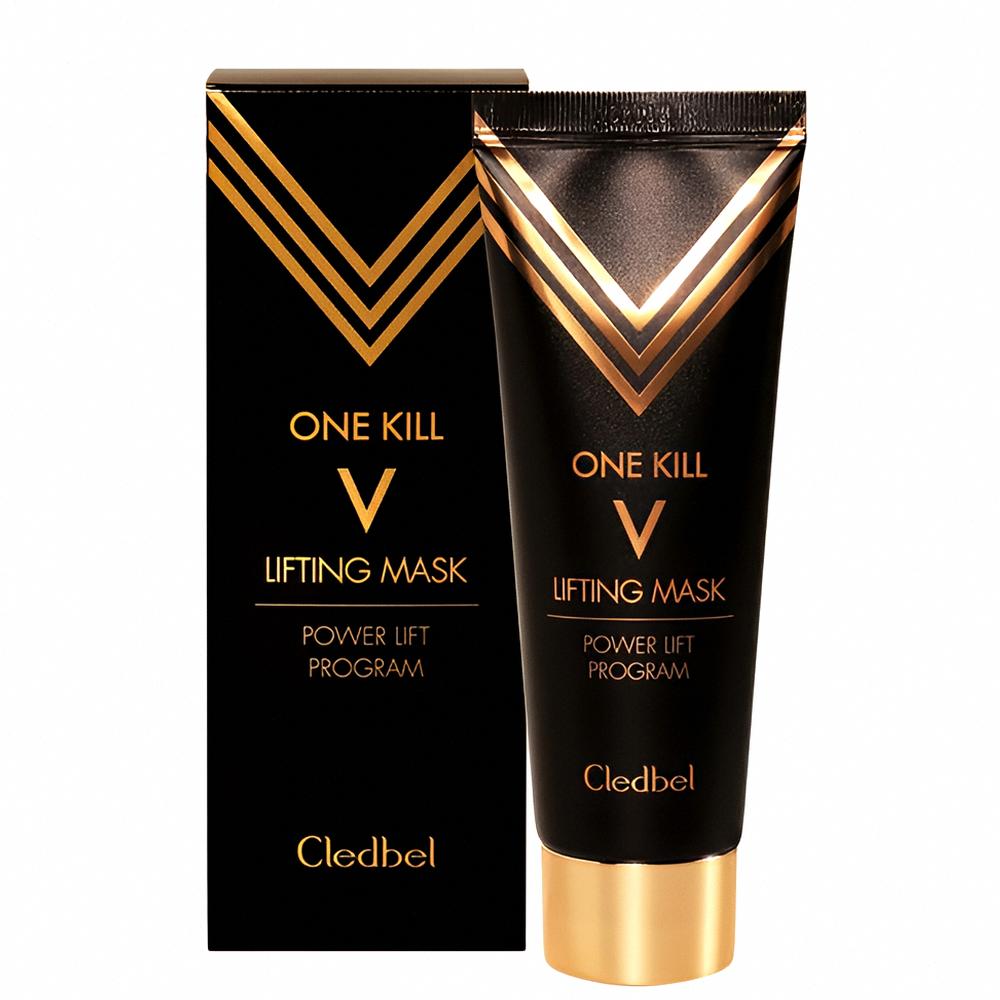 ONE KILL
V
LIFTING MASK
POWER LIFT
PROGRAM
Cledbel
ONE KILL
V
LIFTING MASK
POWER LIFT
PROGRAM
Cledbel